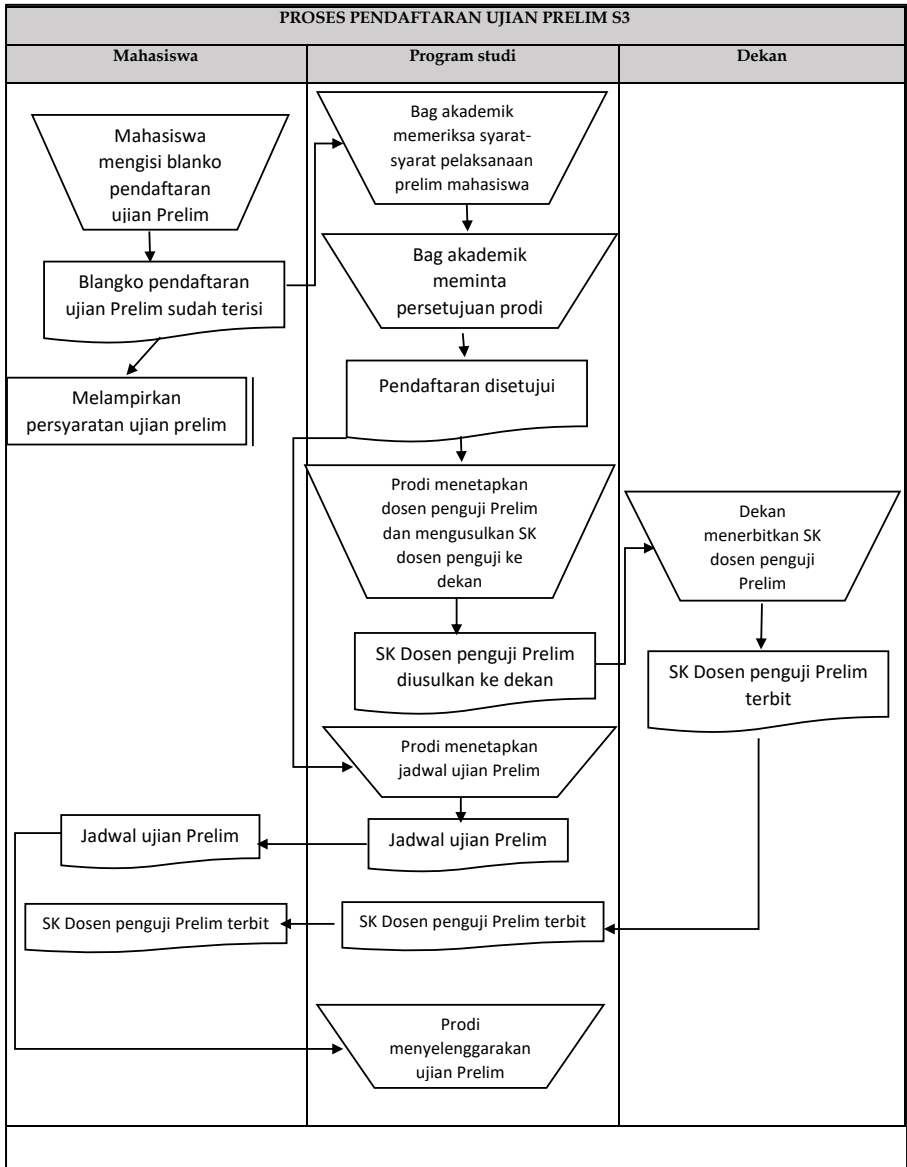 PROSES PENDAFTARAN UJIAN PRELIM S3
Mahasiswa
Program studi
Dekan
Mahasiswa
mengisi blanko
pendaftaran
ujian Prelim
Bag akademik
memeriksa syarat-
syarat pelaksanaan
prelim mahasiswa
Blangko pendaftaran
ujian Prelim sudah terisi
Bag akademik
meminta
persetujuan prodi
Melampirkan
persyaratan ujian prelim
Pendaftaran disetujui
Prodi menetapkan
dosen penguji Prelim
dan mengusulkan SK
dosen penguji ke
dekan
Dekan
menerbitkan SK
dosen penguji
Prelim
SK Dosen penguji Prelim
diusulkan ke dekan
SK Dosen penguji Prelim
terbit
Prodi menetapkan
jadwal ujian Prelim
Jadwal ujian Prelim
Jadwal ujian Prelim
SK Dosen penguji Prelim terbit
SK Dosen penguji Prelim terbit
Prodi
menyelenggarakan
ujian Prelim